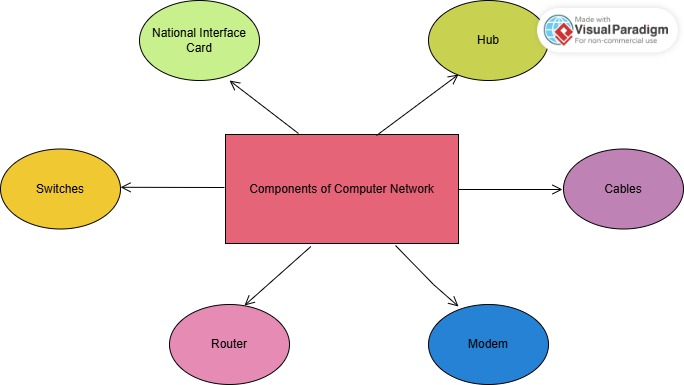 National Interface
Card
Hub
Made with
Visual Paradigm
For non-commercial use
Switches
Components of Computer Network
Cables
Router
Modem